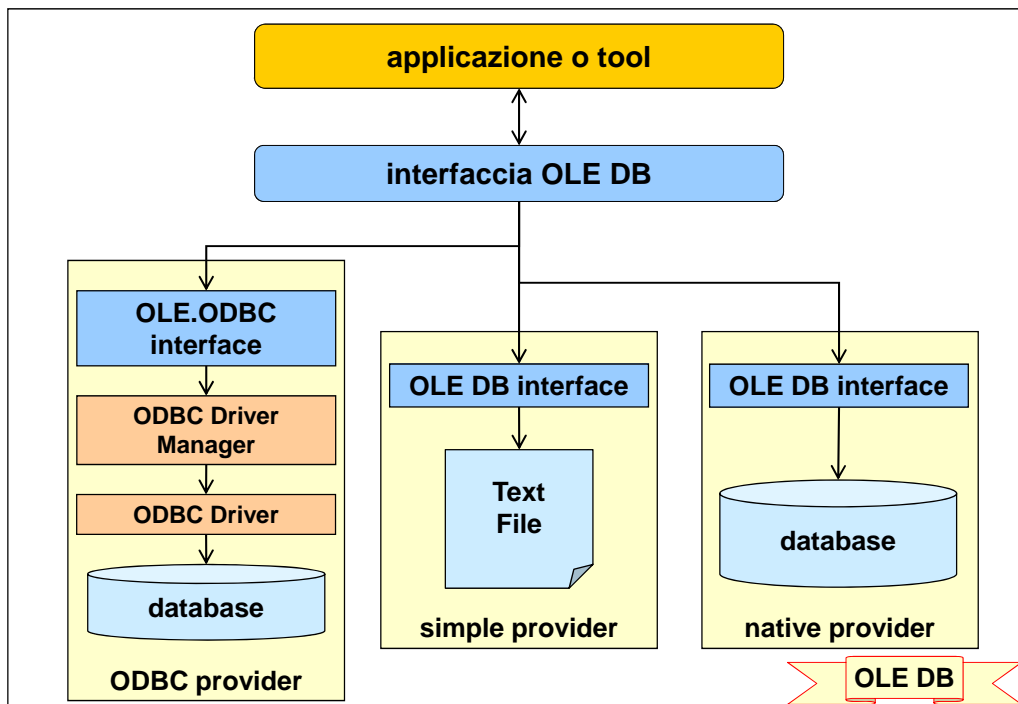 applicazione o tool
interfaccia OLE DB
OLE.ODBC
interface
ODBC Driver
Manager
ODBC Driver
database
ODBC provider
OLE DB interface
Text
File
simple provider
OLE DB interface
database
native provider
OLE DB